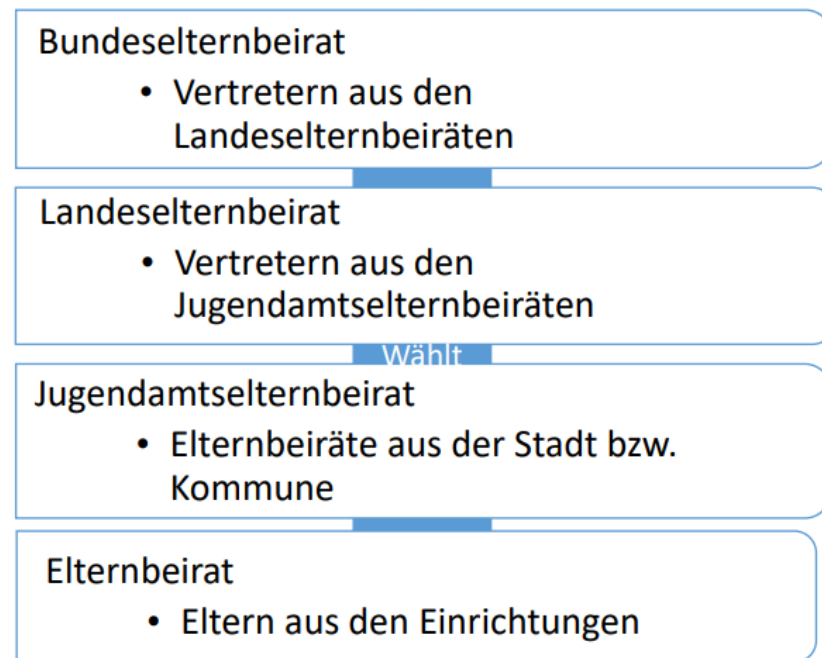 Bundeselternbeirat
• Vertretern aus den
Landeselternbeiräten
Landeselternbeirat
• Vertretern aus den
Jugendamtselternbeiräten
Wählt
Jugendamtselternbeirat
• Elternbeiräte aus der Stadt bzw.
Kommune
Elternbeirat
• Eltern aus den Einrichtungen